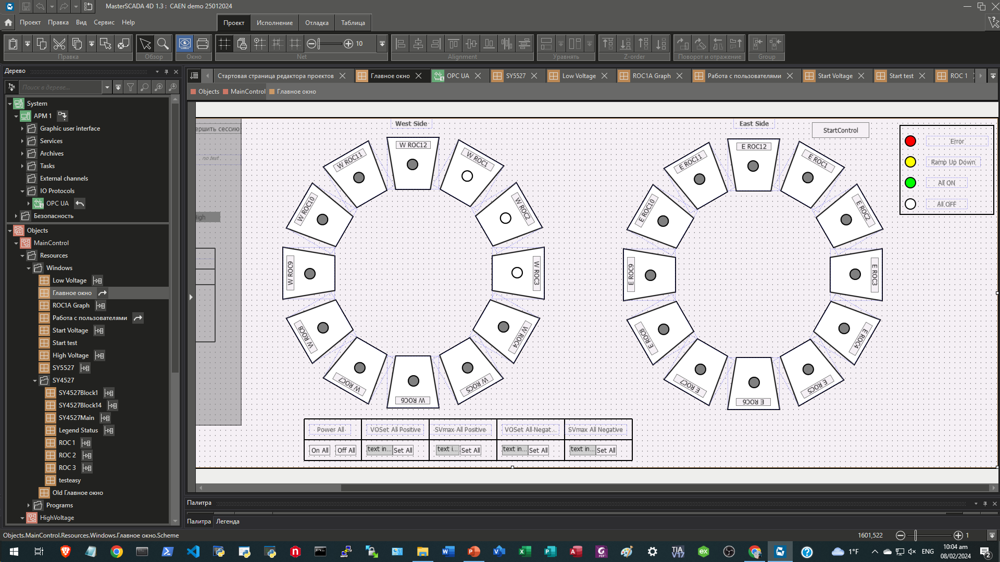 MasterSCADA 4D 1.3 : CAEN demo 25012024
Проект Правка Вид Сервис Help
Проект Исполнение Отладка Таблица
10
Правка Обзор Окно Net Alignment Уравнять Z-order Поворот и отражение Group
Дерево
Поиск в дереве...
Стартовая страница редактора проектов Главное окно OPC UA SY5527 Low Voltage ROC1A Graph Работа с пользователями Start Voltage Start test ROC 1
Objects MainControl Главное окно
System
АРМ 1
Graphic user interface
Services
Archives
Tasks
External channels
IO Protocols
OPC UA
Безопасность
Objects
MainControl
Resources
Windows
Low Voltage
Главное окно
ROC1A Graph
Работа с пользователями
Start Voltage
Start test
High Voltage
SY5527
SY4527
SY4527Block1
SY4527Block14
SY4527Main
Legend Status
ROC 1
ROC 2
ROC 3
testeasy
Old Главное окно
Programs
HighVoltage
ершить сессию
no text
High
West Side
W ROC12
W ROC1
W ROC2
W ROC3
W ROC4
W ROC5
W ROC6
W ROC7
W ROC8
W ROC9
W ROC10
W ROC11
East Side
E ROC12
E ROC1
E ROC2
E ROC3
E ROC4
E ROC5
E ROC6
E ROC7
E ROC8
E ROC9
E ROC10
E ROC11
StartControl
Error
Ramp Up Down
All ON
All OFF
Power All VOSet All Positive SVmax All Positive VOSet All Negat... SVmax All Negative
On All Off All text in... Set All text i... Set All text in... Set All text in... Set All
Палитра
Палитра Легенда
Objects.MainControl.Resources.Windows.Главное окно.Scheme
1601,522
1
1°F
ENG
10:04 am
08/02/2024
2